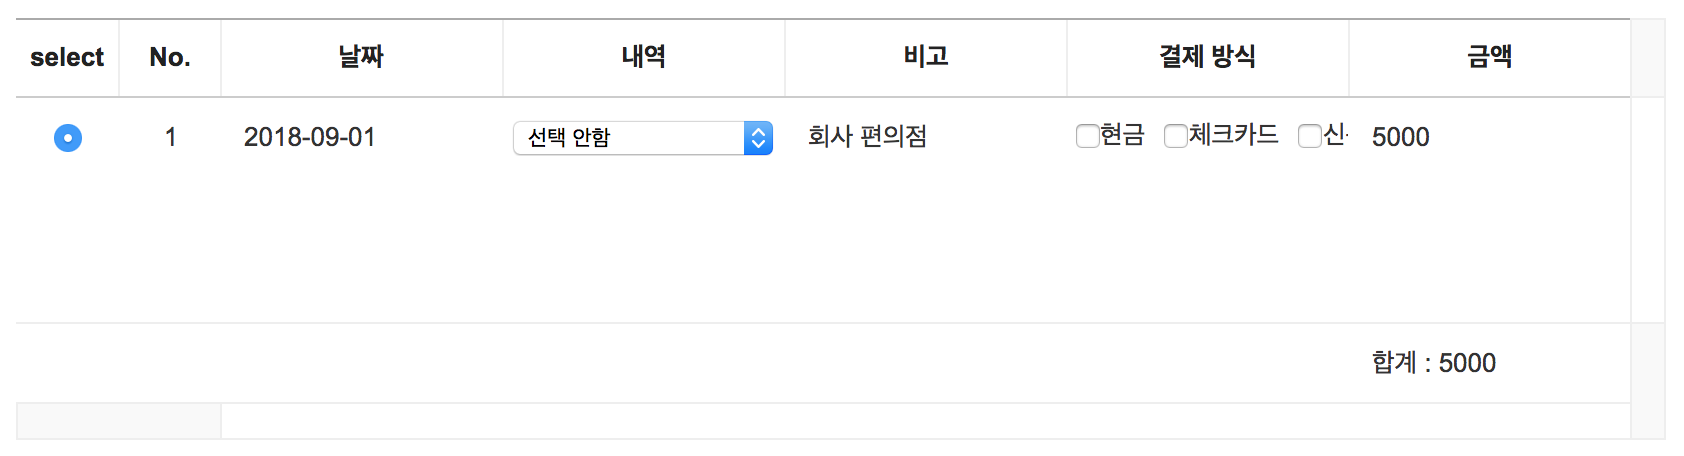 select No. 날짜 내역 비고 결제 방식 금액
1 2018-09-01 선택 안함 회사 편의점 현금 체크카드 신 5000
합계 : 5000